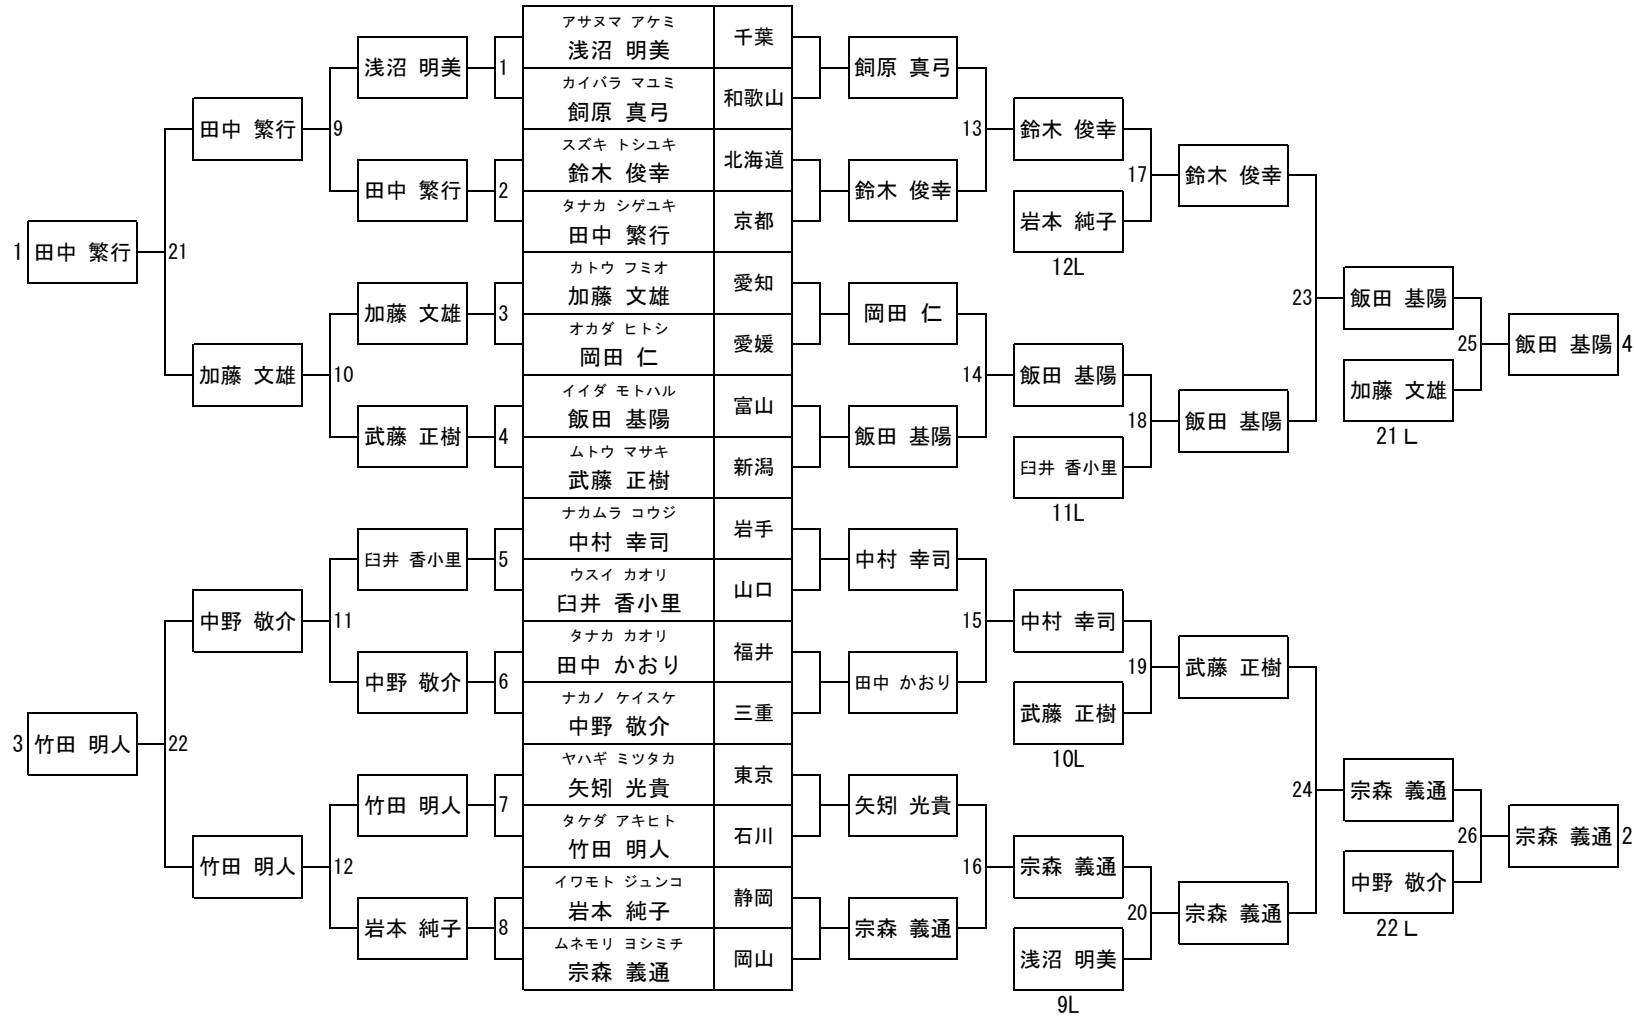 アサヌマ アケミ
浅沼 明美
千葉
カイバラ マユミ
飼原 真弓
和歌山
スズキ トシユキ
鈴木 俊幸
北海道
タナカ シゲユキ
田中 繁行
京都
カトウ フミオ
加藤 文雄
愛知
オカダ ヒトシ
岡田 仁
愛媛
イイダ モトハル
飯田 基陽
富山
ムトウ マサキ
武藤 正樹
新潟
ナカムラ コウジ
中村 幸司
岩手
ウスイ カオリ
臼井 香小里
山口
タナカ カオリ
田中 かおり
福井
ナカノ ケイスケ
中野 敬介
三重
ヤハギ ミツタカ
矢矧 光貴
東京
タケダ アキヒト
竹田 明人
石川
イワモト ジュンコ
岩本 純子
静岡
ムネモリ ヨシミチ
宗森 義通
岡山
浅沼 明美
1
田中 繁行
2
加藤 文雄
3
武藤 正樹
4
臼井 香小里
5
中野 敬介
6
竹田 明人
7
岩本 純子
8
田中 繁行
9
加藤 文雄
10
中野 敬介
11
竹田 明人
12
1
田中 繁行
21
3
竹田 明人
22
飼原 真弓
鈴木 俊幸
13
岡田 仁
飯田 基陽
14
中村 幸司
田中 かおり
15
矢矧 光貴
宗森 義通
16
鈴木 俊幸
17
岩本 純子
12L
飯田 基陽
18
臼井 香小里
11L
中村 幸司
19
武藤 正樹
10L
宗森 義通
20
浅沼 明美
9L
鈴木 俊幸
23
飯田 基陽
武藤 正樹
24
宗森 義通
飯田 基陽
25
加藤 文雄
21L
宗森 義通
26
中野 敬介
22L
飯田 基陽
4
宗森 義通
2